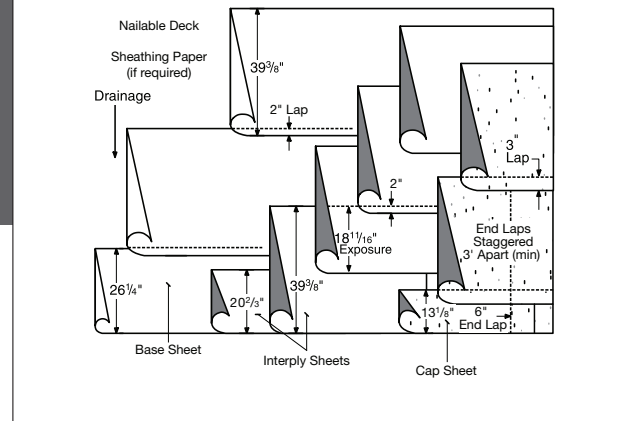 Nailable Deck
Sheathing Paper
(if required)
Drainage
39³/₈"
2" Lap
3"
Lap
2"
18¹¹/₁₆"
Exposure
End Laps
Staggered
3' Apart (min)
26¹/₄"
20²/₃"
39³/₈"
13¹/₈"
6"
End Lap
Base Sheet
Interply Sheets
Cap Sheet